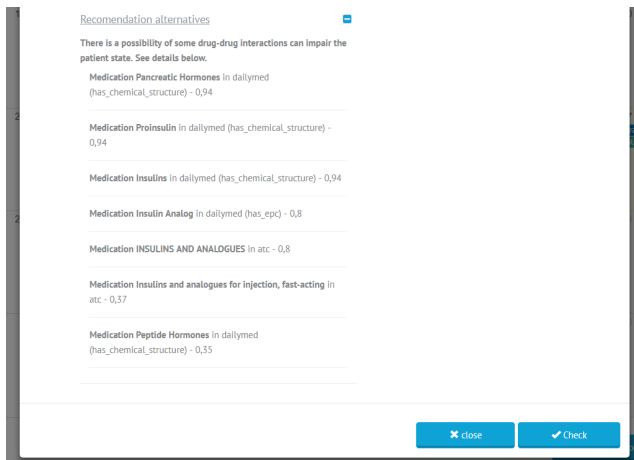 Recomendation alternatives
There is a possibility of some drug-drug interactions can impair the
patient state. See details below.
Medication Pancreatic Hormones in dailymed
(has_chemical_structure) - 0,94
Medication Proinsulin in dailymed (has_chemical_structure) -
0,94
Medication Insulins in dailymed (has_chemical_structure) - 0,94
Medication Insulin Analog in dailymed (has_epc) - 0,8
Medication INSULINS AND ANALOGUES in atc - 0,8
Medication Insulins and analogues for injection, fast-acting in
atc - 0,37
Medication Peptide Hormones in dailymed
(has_chemical_structure) - 0,35
close
Check